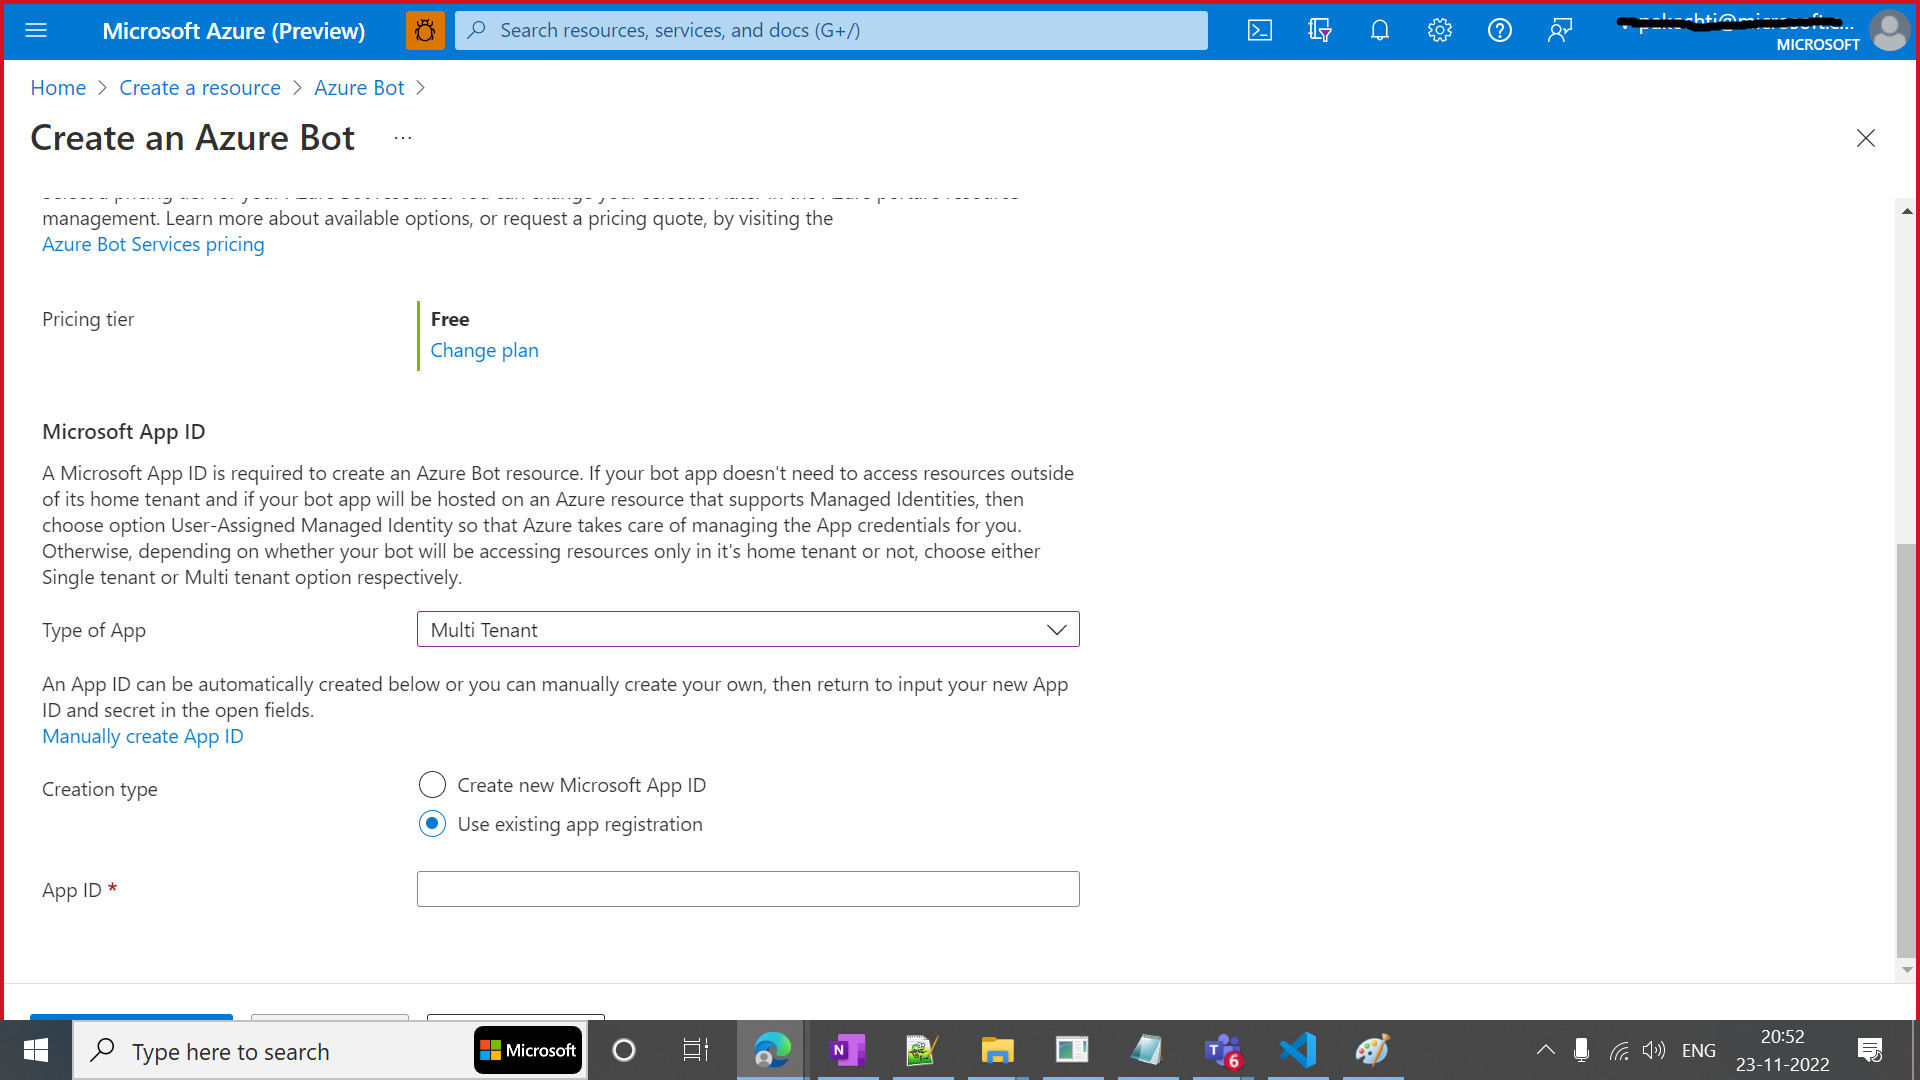 Microsoft Azure (Preview)
Search resources, services, and docs (G+/)
MICROSOFT
Home
Create a resource
Azure Bot
Create an Azure Bot
...
management. Learn more about available options, or request a pricing quote, by visiting the
Azure Bot Services pricing
Pricing tier
Free
Change plan
Microsoft App ID
A Microsoft App ID is required to create an Azure Bot resource. If your bot app doesn't need to access resources outside
of its home tenant and if your bot app will be hosted on an Azure resource that supports Managed Identities, then
choose option User-Assigned Managed Identity so that Azure takes care of managing the App credentials for you.
Otherwise, depending on whether your bot will be accessing resources only in it's home tenant or not, choose either
Single tenant or Multi tenant option respectively.
Type of App
Multi Tenant
An App ID can be automatically created below or you can manually create your own, then return to input your new App
ID and secret in the open fields.
Manually create App ID
Creation type
Create new Microsoft App ID
Use existing app registration
App ID *
Type here to search
Microsoft
N
T
6
ENG
20:52
23-11-2022